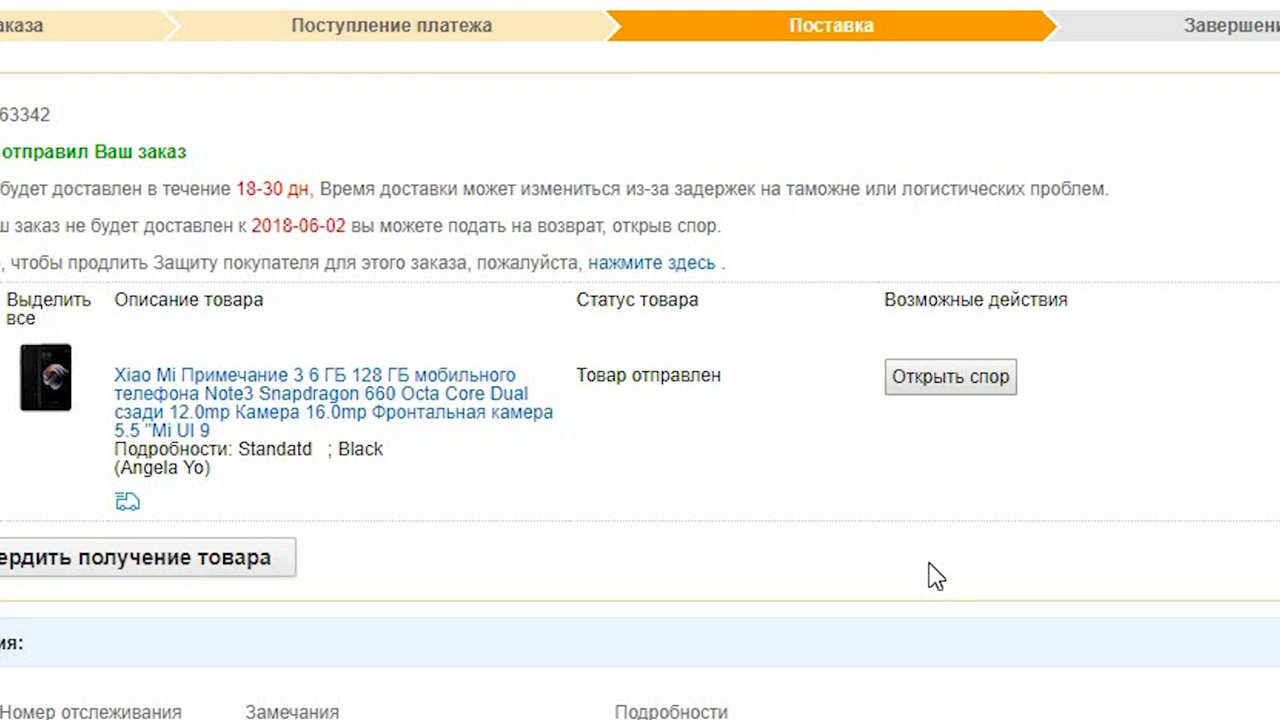 аказа
Поступление платежа
Поставка
Завершени
63342
отправил Ваш заказ
будет доставлен в течение 18-30 дн, Время доставки может измениться из-за задержек на таможне или логистических проблем.
ш заказ не будет доставлен к 2018-06-02 вы можете подать на возврат, открыв спор.
, чтобы продлить Защиту покупателя для этого заказа, пожалуйста, нажмите здесь .
Выделить все
Описание товара
Статус товара
Возможные действия
Xiao Mi Примечание 3 6 ГБ 128 ГБ мобильного
телефона Note3 Snapdragon 660 Octa Core Dual
сзади 12.0mp Камера 16.0mp Фронтальная камера
5.5 "Mi UI 9
Подробности: Standatd ; Black
(Angela Yo)
Товар отправлен
Открыть спор
ердить получение товара
ия:
Номер отслеживания
Замечания
Подробности